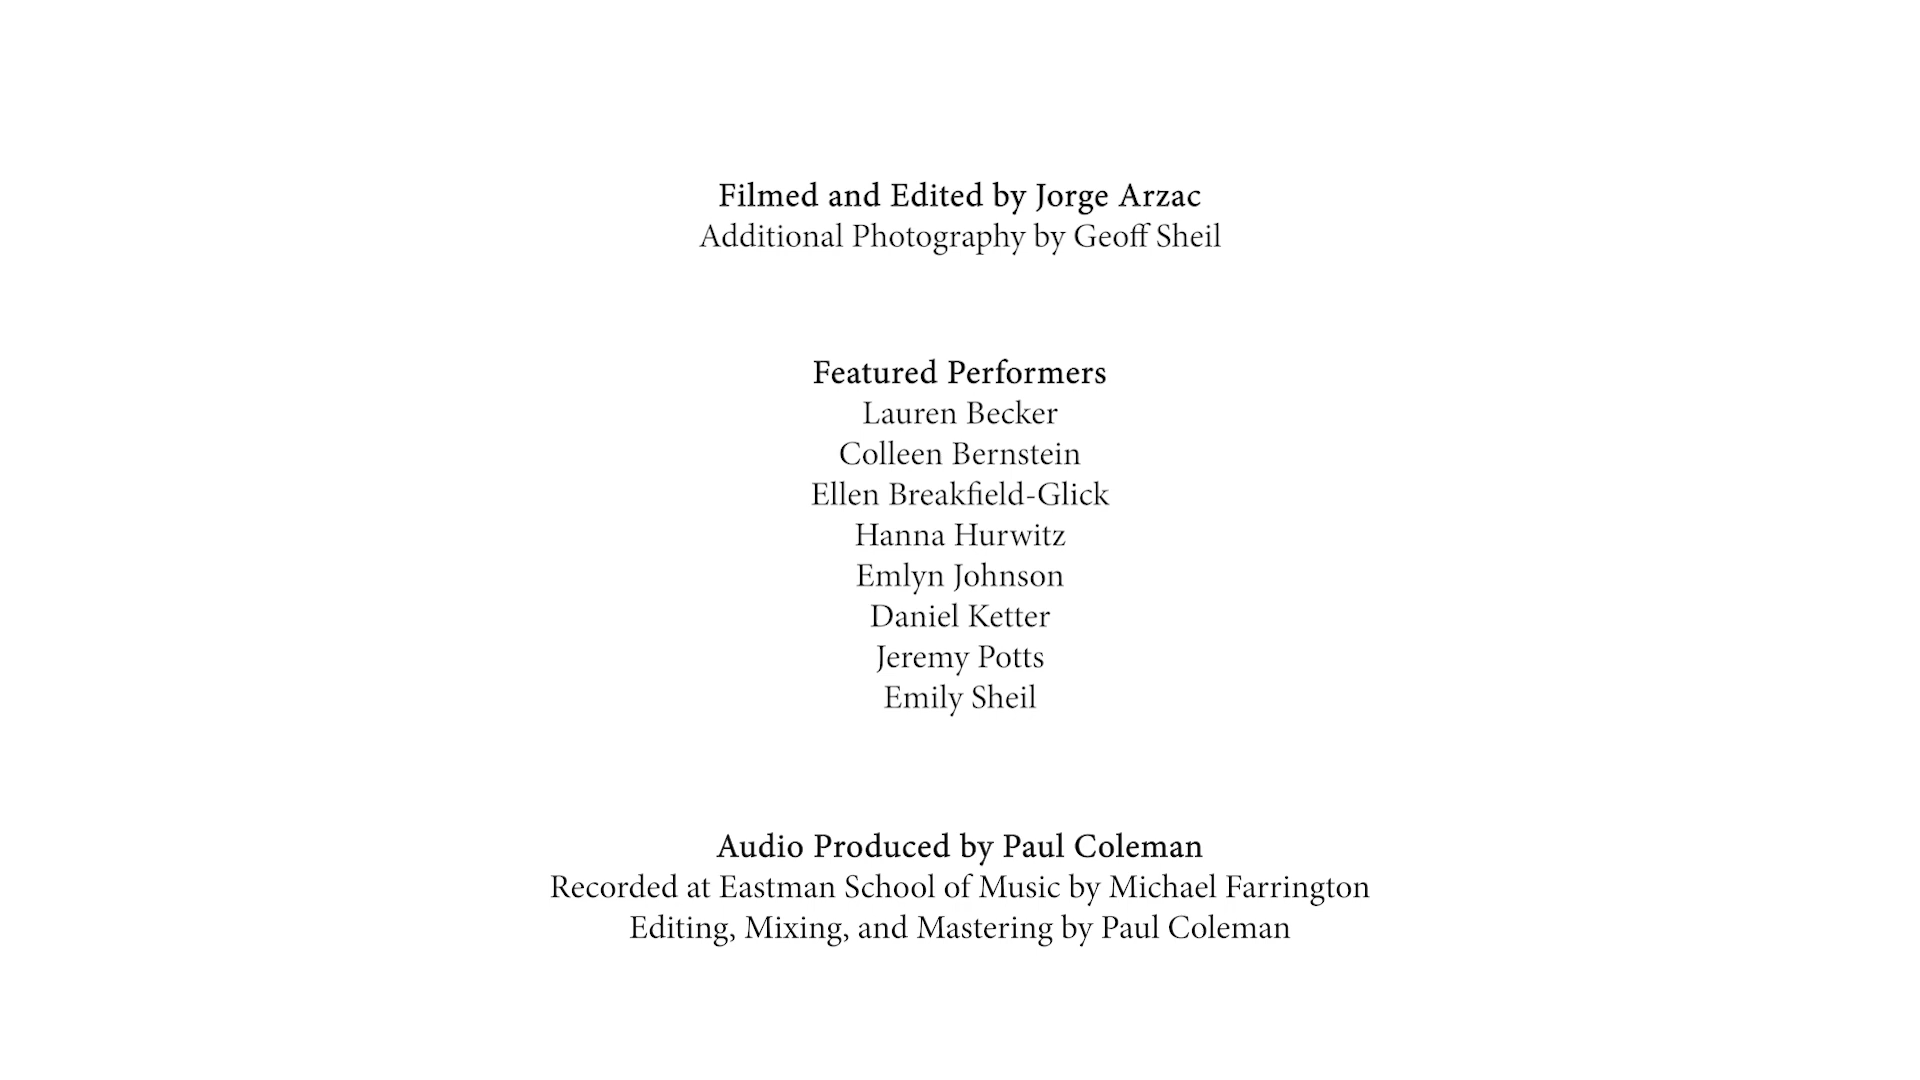 Filmed and Edited by Jorge Arzac
Additional Photography by Geoff Sheil
Featured Performers
Lauren Becker
Colleen Bernstein
Ellen Breakfield-Glick
Hanna Hurwitz
Emlyn Johnson
Daniel Ketter
Jeremy Potts
Emily Sheil
Audio Produced by Paul Coleman
Recorded at Eastman School of Music by Michael Farrington
Editing, Mixing, and Mastering by Paul Coleman